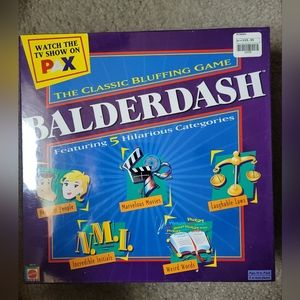 WATCH THE
TV SHOW ON
PAX
THE CLASSIC BLUFFING GAME
BALDERDASH
Featuring 5 Hilarious Categories
People
Marvelous Movies
Laughable Laws
N.M.I.
Incredible Initials
Weird Words